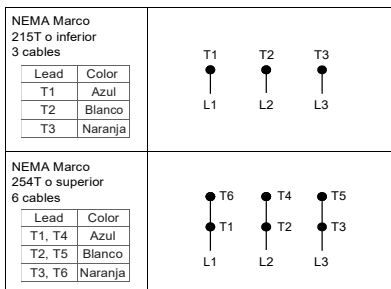 NEMA Marco
215T o inferior
3 cables
Lead Color
T1 Azul
T2 Blanco
T3 Naranja
T1 T2 T3
L1 L2 L3
NEMA Marco
254T o superior
6 cables
Lead Color
T1, T4 Azul
T2, T5 Blanco
T3, T6 Naranja
T6 T4 T5
T1 T2 T3
L1 L2 L3